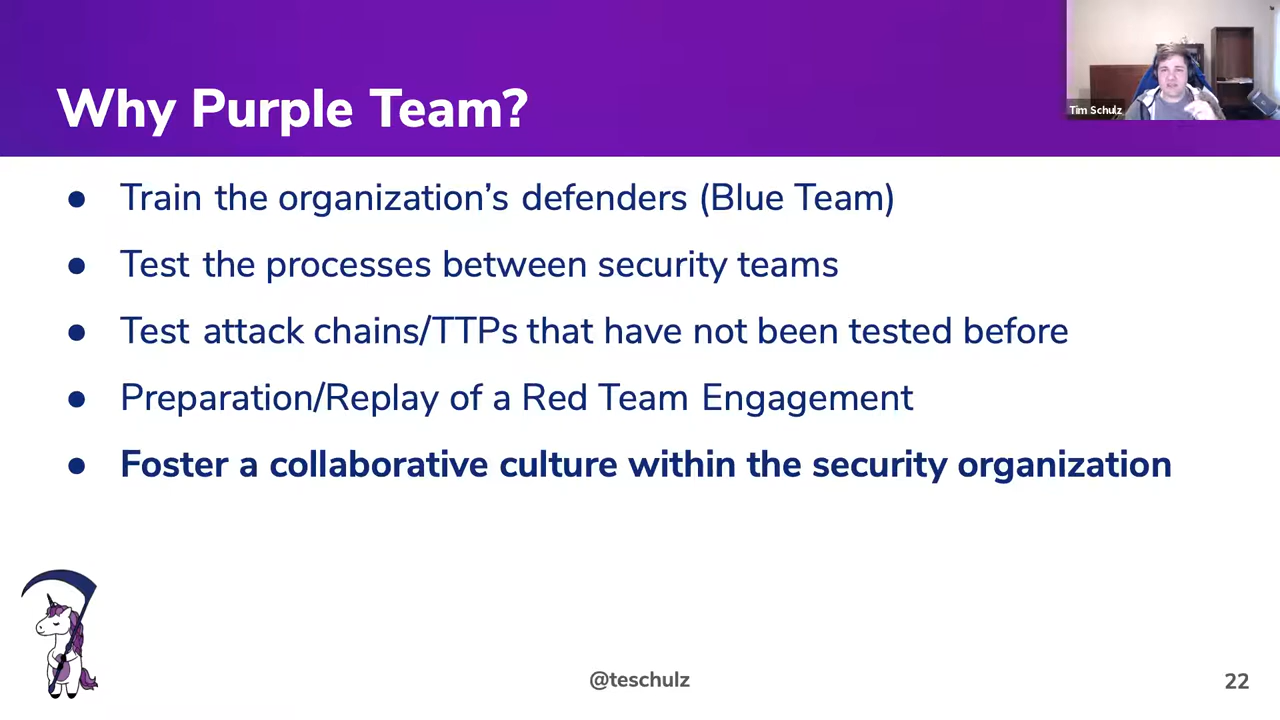 Why Purple Team?
Tim Schulz
● Train the organization’s defenders (Blue Team)
● Test the processes between security teams
● Test attack chains/TTPs that have not been tested before
● Preparation/Replay of a Red Team Engagement
● Foster a collaborative culture within the security organization
@teschulz
22